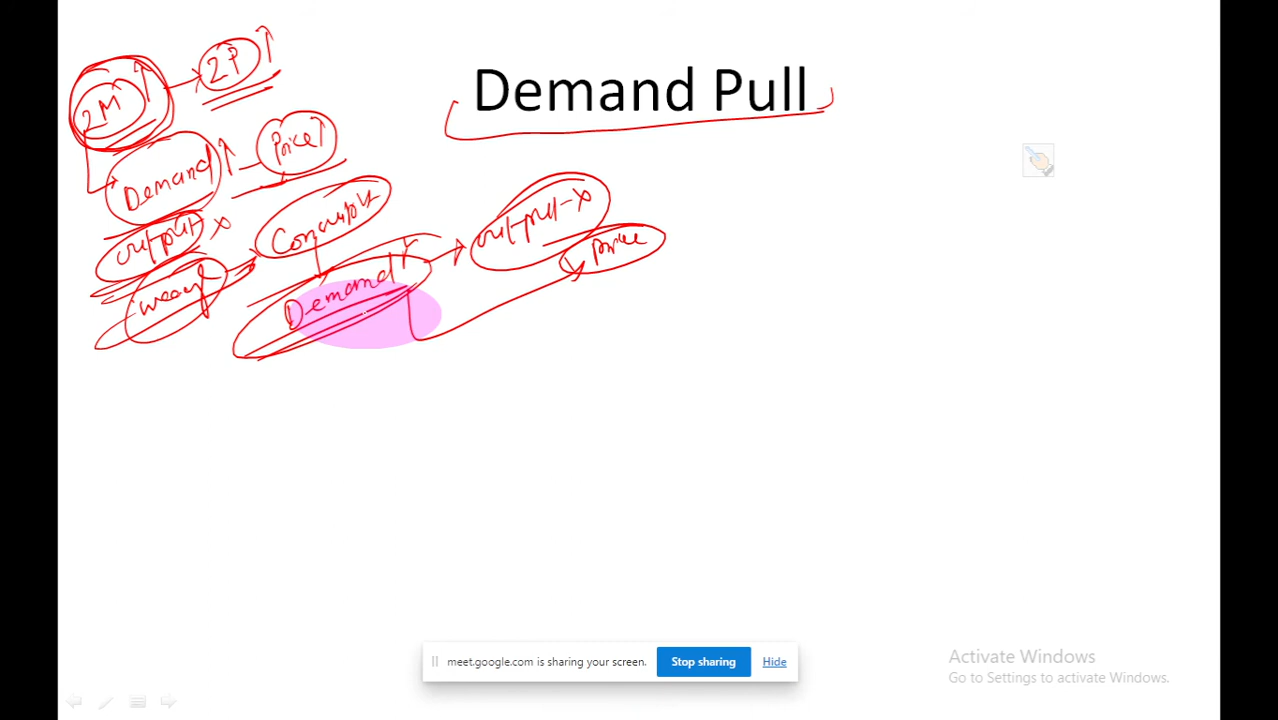 2M ↑ → 2P ↑
Demand Pull
Demand ↑ - Price ↑
output x
Consumpt
output - x
price
Demand ↑
meet.google.com is sharing your screen.
Stop sharing
Hide
Activate Windows
Go to Settings to activate Windows.